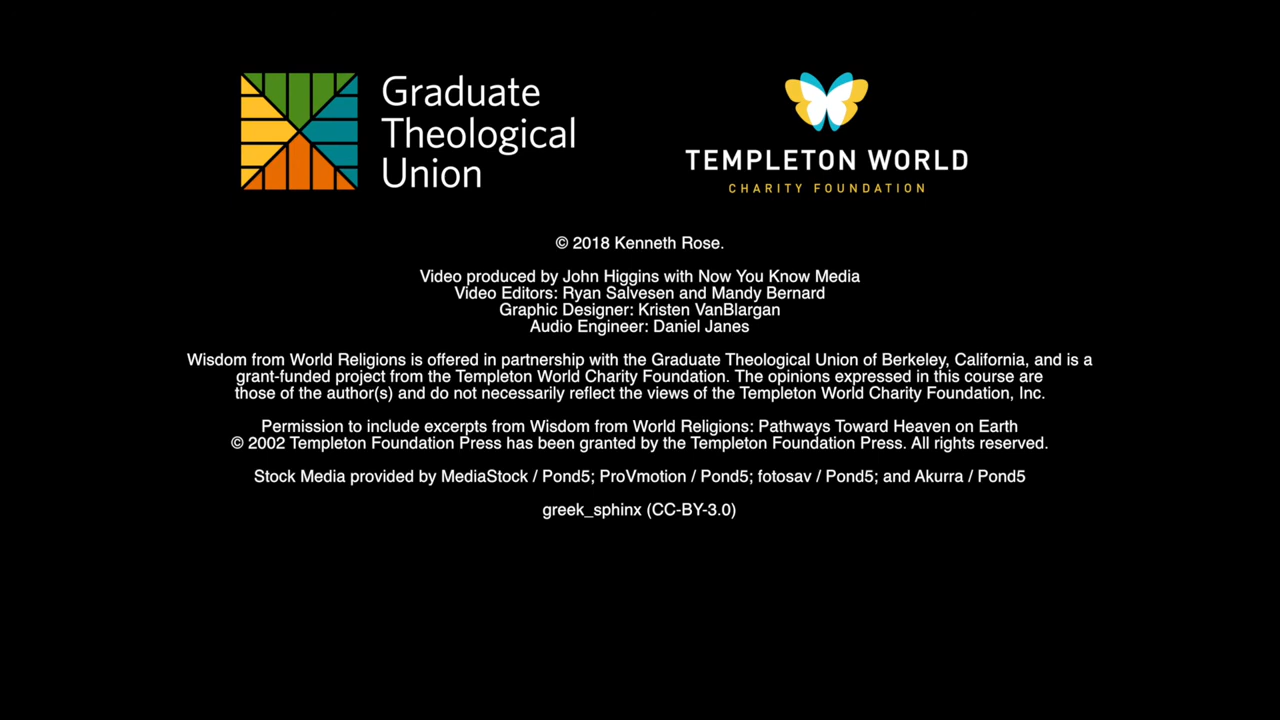 Graduate
Theological
Union
TEMPLETON WORLD
CHARITY FOUNDATION
© 2018 Kenneth Rose.
Video produced by John Higgins with Now You Know Media
Video Editors: Ryan Salvesen and Mandy Bernard
Graphic Designer: Kristen VanBlargan
Audio Engineer: Daniel Janes
Wisdom from World Religions is offered in partnership with the Graduate Theological Union of Berkeley, California, and is a
grant-funded project from the Templeton World Charity Foundation. The opinions expressed in this course are
those of the author(s) and do not necessarily reflect the views of the Templeton World Charity Foundation, Inc.
Permission to include excerpts from Wisdom from World Religions: Pathways Toward Heaven on Earth
© 2002 Templeton Foundation Press has been granted by the Templeton Foundation Press. All rights reserved.
Stock Media provided by MediaStock / Pond5; ProVmotion / Pond5; fotosav / Pond5; and Akurra / Pond5
greek_sphinx (CC-BY-3.0)